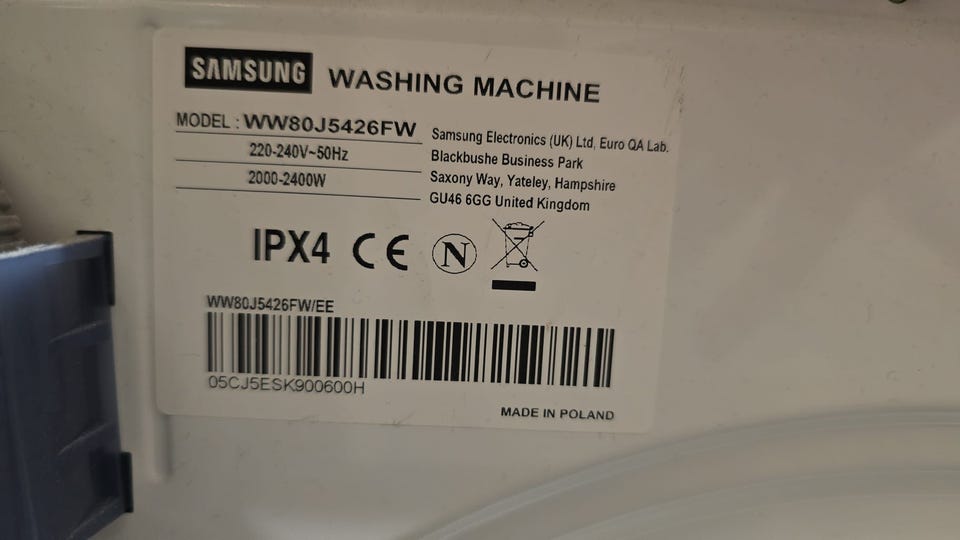 SAMSUNG WASHING MACHINE
MODEL : WW80J5426FW
220-240V~50Hz
2000-2400W
Samsung Electronics (UK) Ltd, Euro QA Lab.
Blackbushe Business Park
Saxony Way, Yateley, Hampshire
GU46 6GG United Kingdom
IPX4 CE N
WW80J5426FW/EE
05CJ5ESK900600H
MADE IN POLAND